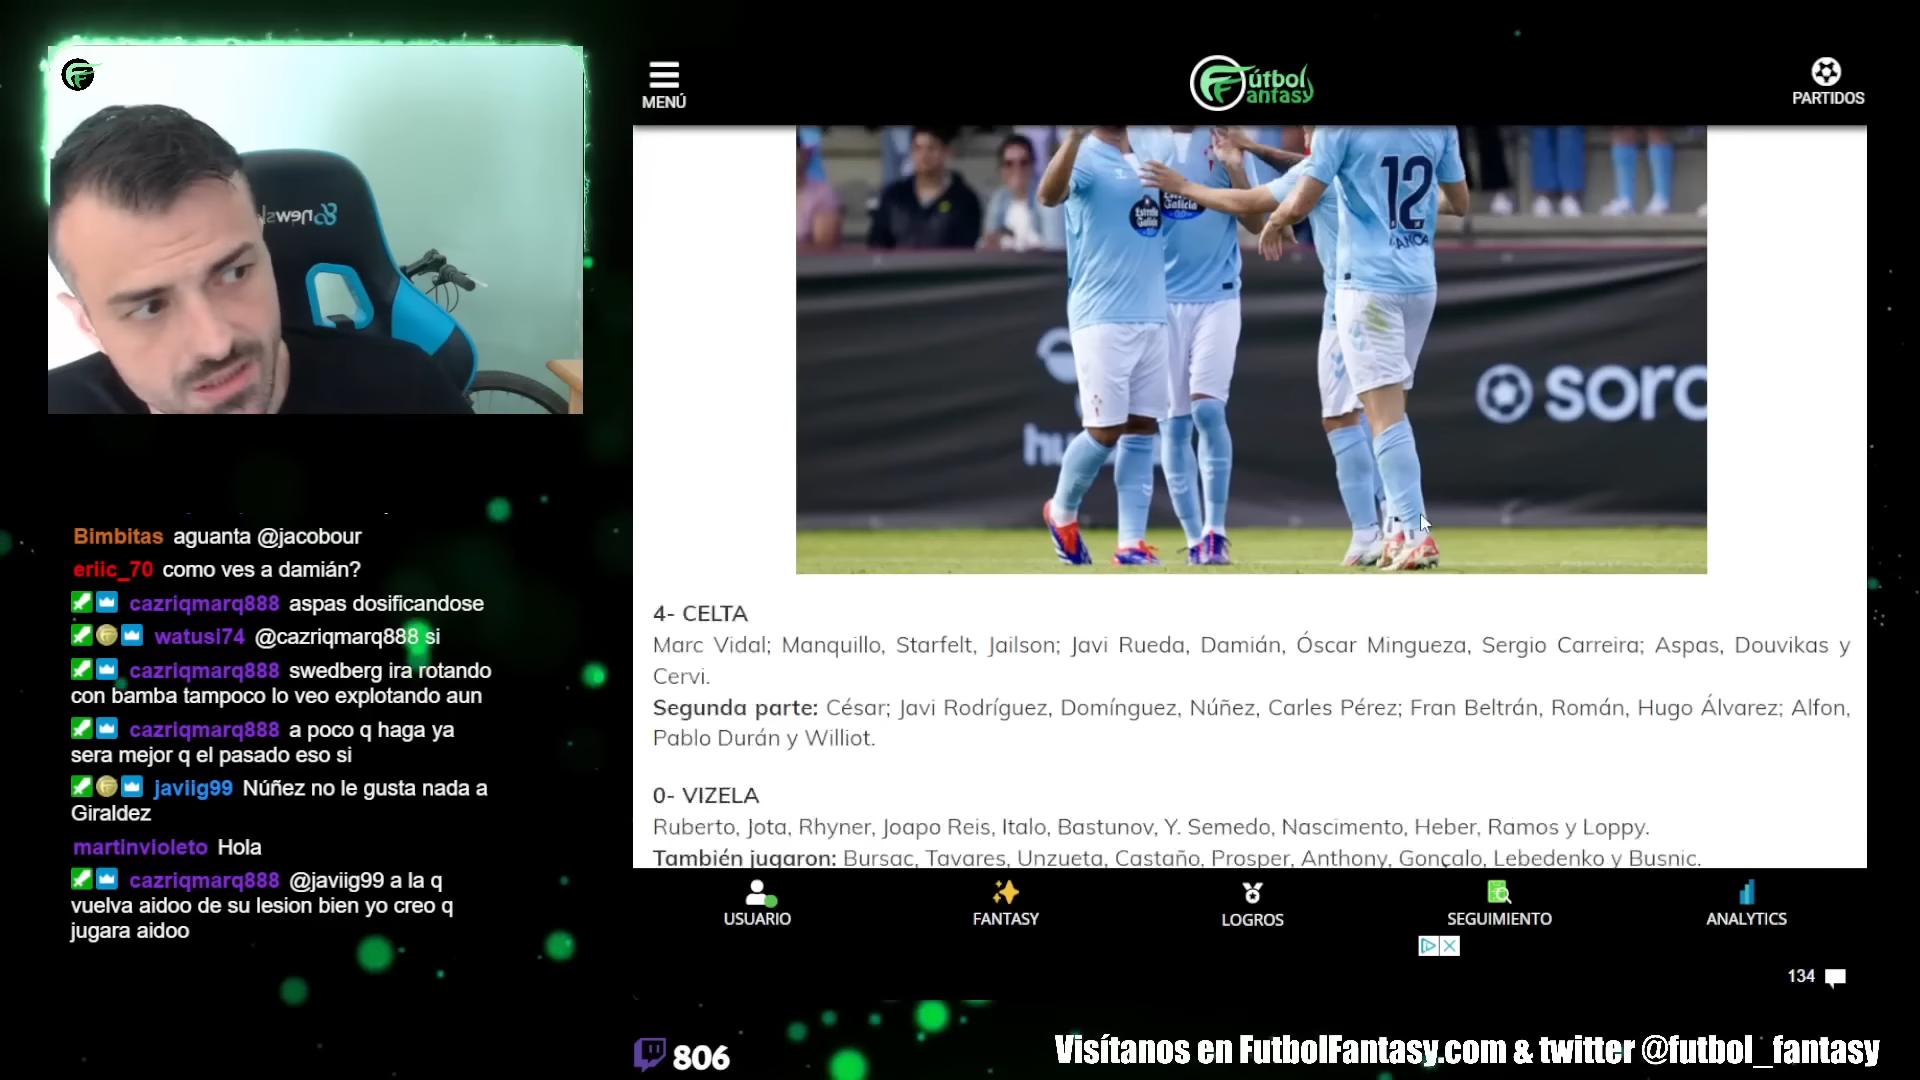 MENÚ
Fútbol
Fantasy
PARTIDOS
12
Estrella
Galicia
soro
hu
Bimbitas aguanta @jacobour
eriic_70 como ves a damián?
cazriqmarq888 aspas dosificandose
watusi74 @cazriqmarq888 si
cazriqmarq888 swedberg ira rotando
con bamba tampoco lo veo explotando aun
cazriqmarq888 a poco q haga ya
sera mejor q el pasado eso si
javiig99 Núñez no le gusta nada a
Giraldez
martinvioleto Hola
cazriqmarq888 @javiig99 a la q
vuelva aidoo de su lesion bien yo creo q
jugara aidoo
4- CELTA
Marc Vidal; Manquillo, Starfelt, Jailson; Javi Rueda, Damián, Óscar Mingueza, Sergio Carreira; Aspas, Douvikas y
Cervi.
Segunda parte: César; Javi Rodríguez, Domínguez, Núñez, Carles Pérez; Fran Beltrán, Román, Hugo Álvarez; Alfon,
Pablo Durán y Williot.
0- VIZELA
Ruberto, Jota, Rhyner, Joapo Reis, Italo, Bastunov, Y. Semedo, Nascimento, Heber, Ramos y Loppy.
También jugaron: Bursac, Tavares, Unzueta, Castaño, Prosper, Anthony, Gonçalo, Lebedenko y Busnic.
USUARIO
FANTASY
LOGROS
SEGUIMIENTO
ANALYTICS
134
806
Visítanos en FutbolFantasy.com & twitter @futbol_fantasy